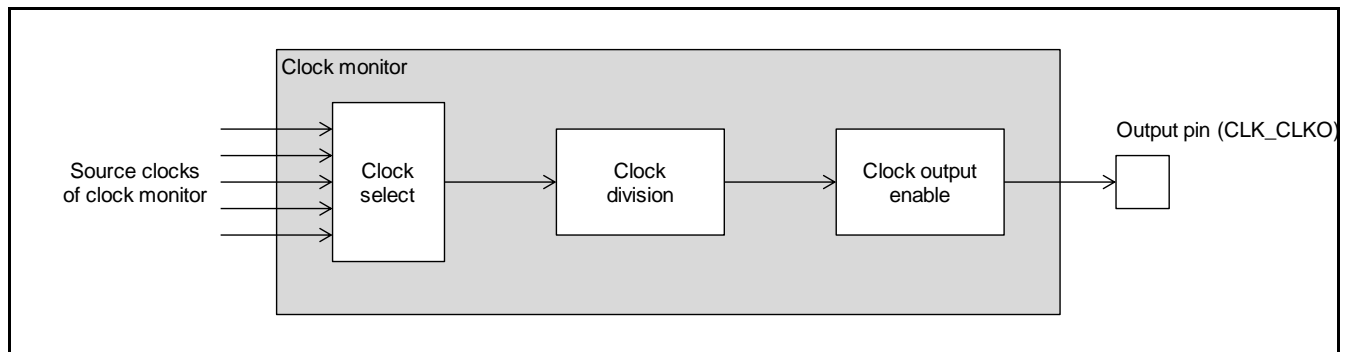 Clock monitor
Source clocks
of clock monitor
Clock
select
Clock
division
Clock output
enable
Output pin (CLK_CLKO)